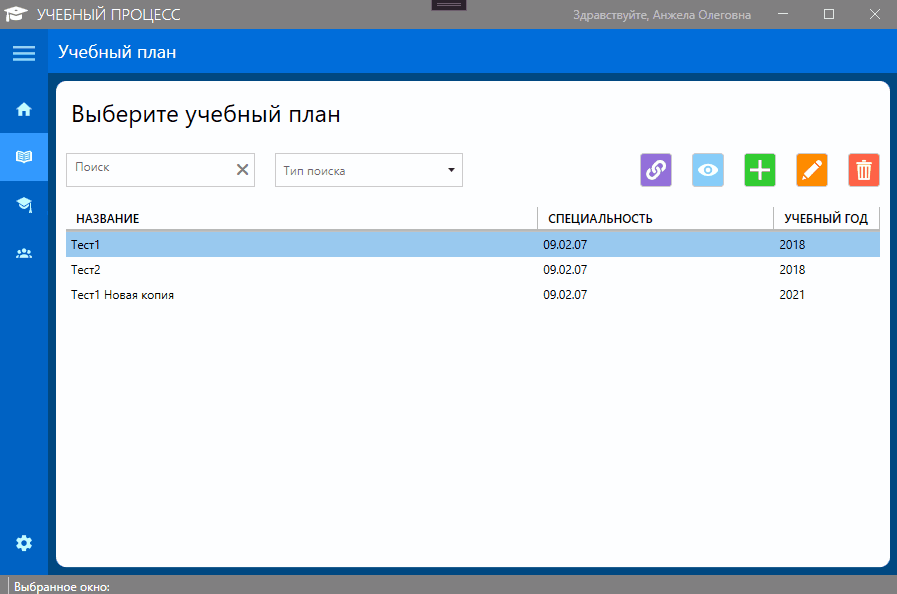 УЧЕБНЫЙ ПРОЦЕСС Здравствуйте, Анжела Олеговна
Учебный план
Выберите учебный план
Поиск Тип поиска
НАЗВАНИЕ СПЕЦИАЛЬНОСТЬ УЧЕБНЫЙ ГОД
Тест1 09.02.07 2018
Тест2 09.02.07 2018
Тест1 Новая копия 09.02.07 2021
Выбранное окно: